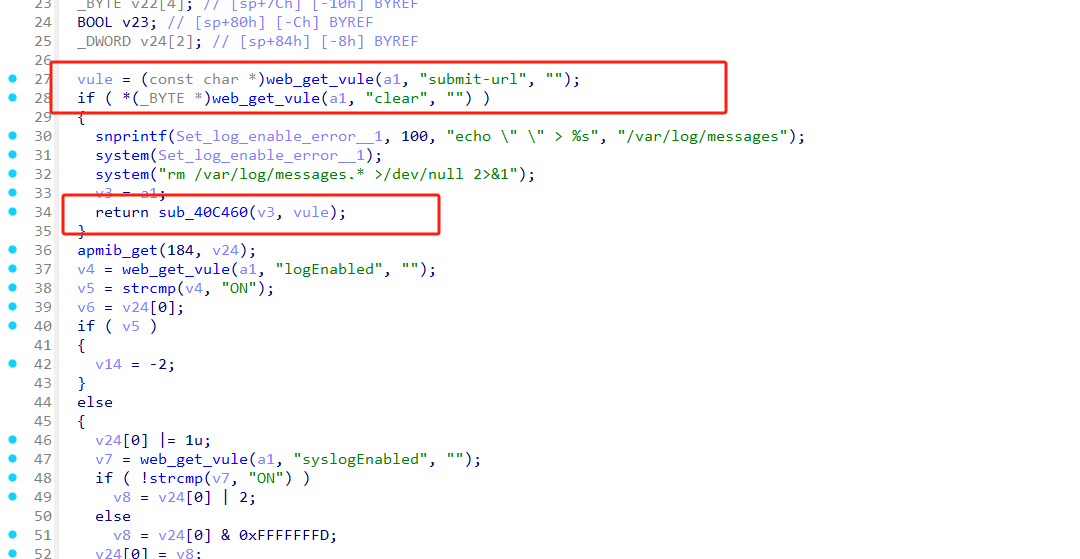 23 _BYTE v22[4]; // [sp+7Ch] [-10h] BYREF
24 BOOL v23; // [sp+80h] [-Ch] BYREF
25 _DWORD v24[2]; // [sp+84h] [-8h] BYREF
26
27 vule = (const char *)web_get_vule(a1, "submit-url", "");
28 if ( *(_BYTE *)web_get_vule(a1, "clear", "") )
29 {
30 snprintf(Set_log_enable_error__1, 100, "echo \" \" > %s", "/var/log/messages");
31 system(Set_log_enable_error__1);
32 system("rm /var/log/messages.* >/dev/null 2>&1");
33 v3 = a1;
34 return sub_40C460(v3, vule);
35 }
36 apmib_get(184, v24);
37 v4 = web_get_vule(a1, "logEnabled", "");
38 v5 = strcmp(v4, "ON");
39 v6 = v24[0];
40 if ( v5 )
41 {
42 v14 = -2;
43 }
44 else
45 {
46 v24[0] |= 1u;
47 v7 = web_get_vule(a1, "syslogEnabled", "");
48 if ( !strcmp(v7, "ON") )
49 v8 = v24[0] | 2;
50 else
51 v8 = v24[0] & 0xFFFFFFFD;
52 v24[0] = v8;